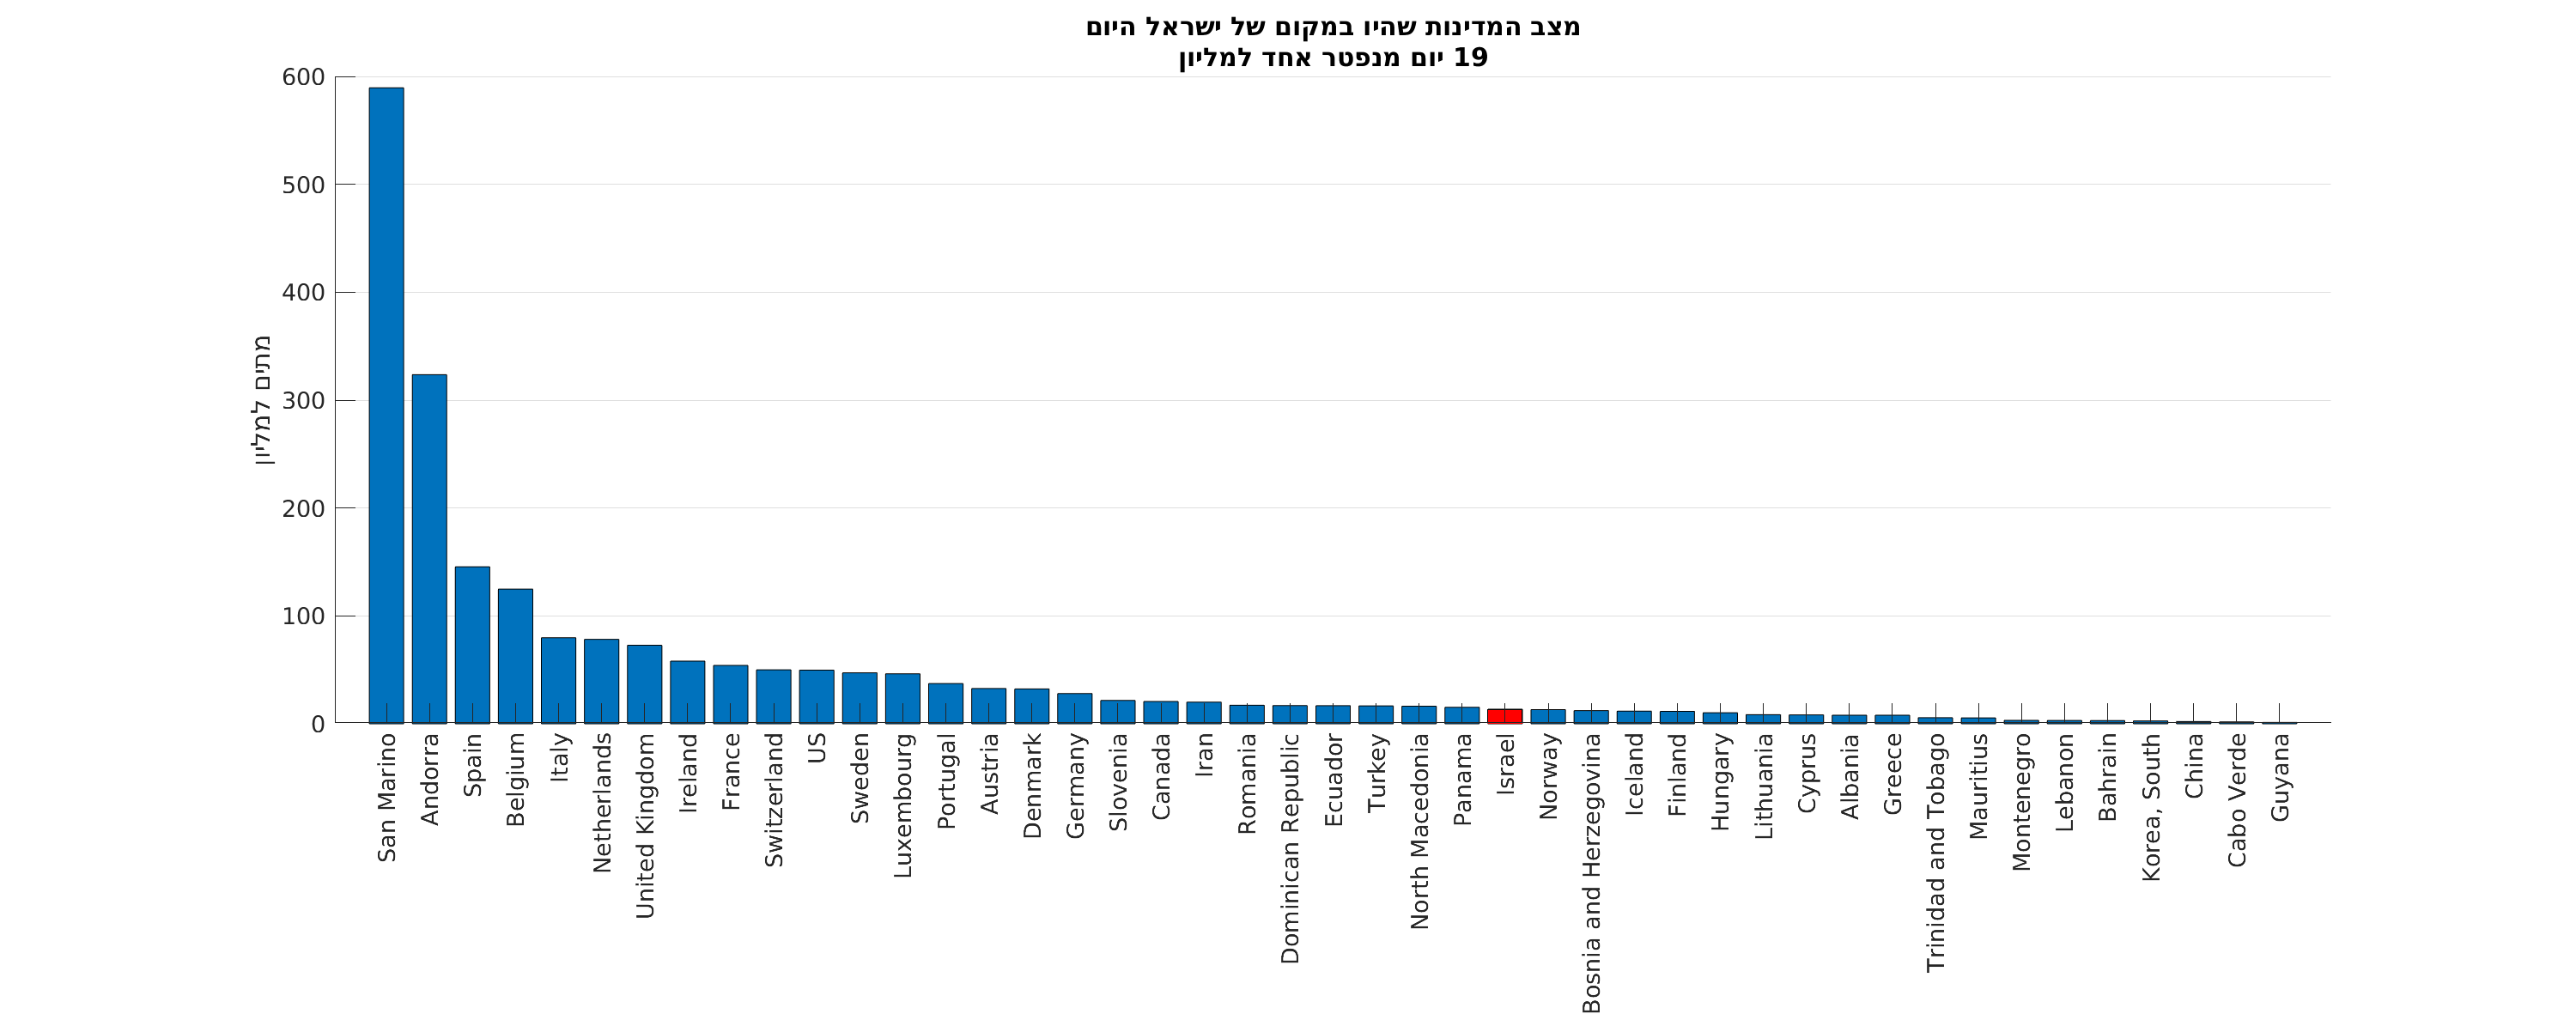 מצב המדינות שהיו במקום של ישראל היום
19 יום מנפטר אחד למליון
מתים למליון
600
500
400
300
200
100
0
San Marino
Andorra
Spain
Belgium
Italy
Netherlands
United Kingdom
Ireland
France
Switzerland
US
Sweden
Luxembourg
Portugal
Austria
Denmark
Germany
Slovenia
Canada
Iran
Romania
Dominican Republic
Ecuador
Turkey
North Macedonia
Panama
Israel
Norway
Bosnia and Herzegovina
Iceland
Finland
Hungary
Lithuania
Cyprus
Albania
Greece
Trinidad and Tobago
Mauritius
Montenegro
Lebanon
Bahrain
Korea, South
China
Cabo Verde
Guyana